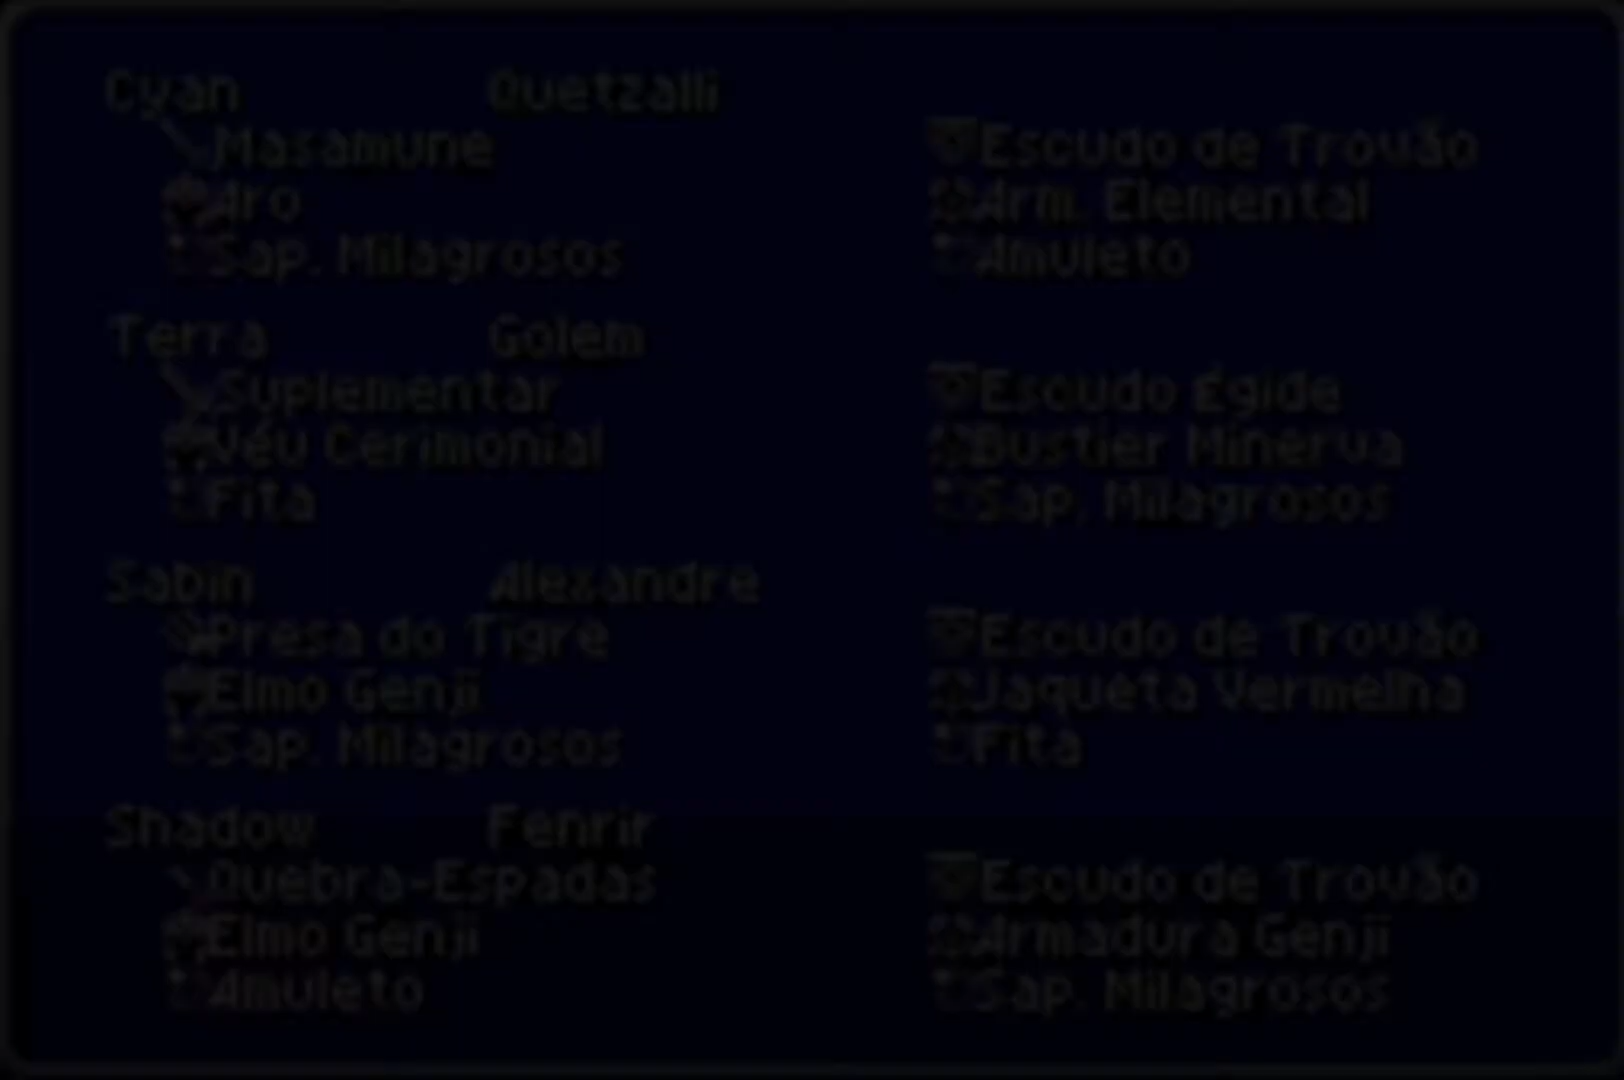 Cyan Quetzalli
Masamune Escudo de Trovão
Aro Arm. Elemental
Sap. Milagrosos Amuleto
Terra Golem
Suplementar Escudo Égide
Véu Cerimonial Bustier Minerva
Fita Sap. Milagrosos
Sabin Alexandre
Presa do Tigre Escudo de Trovão
Elmo Genji Jaqueta Vermelha
Sap. Milagrosos Fita
Shadow Fenrir
Quebra-Espadas Escudo de Trovão
Elmo Genji Armadura Genji
Amuleto Sap. Milagrosos